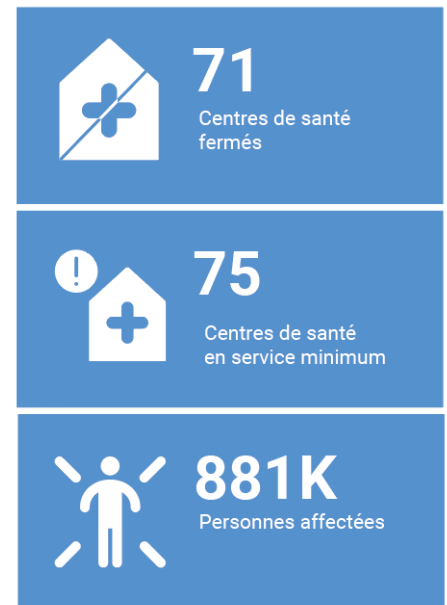 71
Centres de santé
fermés
75
Centres de santé
en service minimum
881K
Personnes affectées